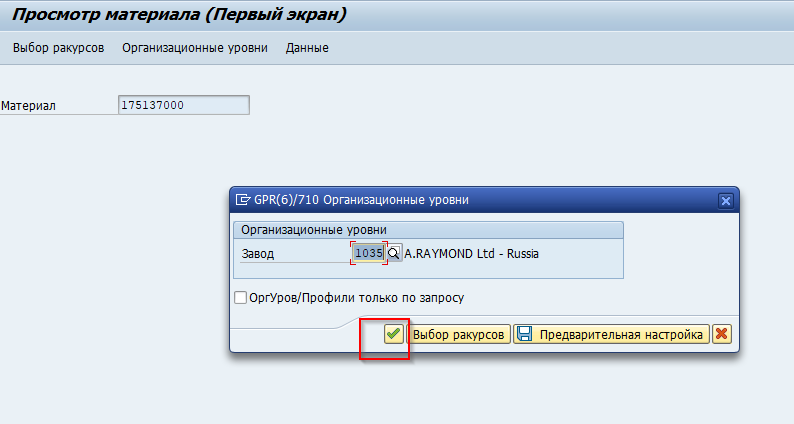 Просмотр материала (Первый экран)
Выбор ракурсов Организационные уровни Данные
Материал 175137000
GPR(6)/710 Организационные уровни
Организационные уровни
Завод 1035 A.RAYMOND Ltd - Russia
ОргУров/Профили только по запросу
Выбор ракурсов Предварительная настройка